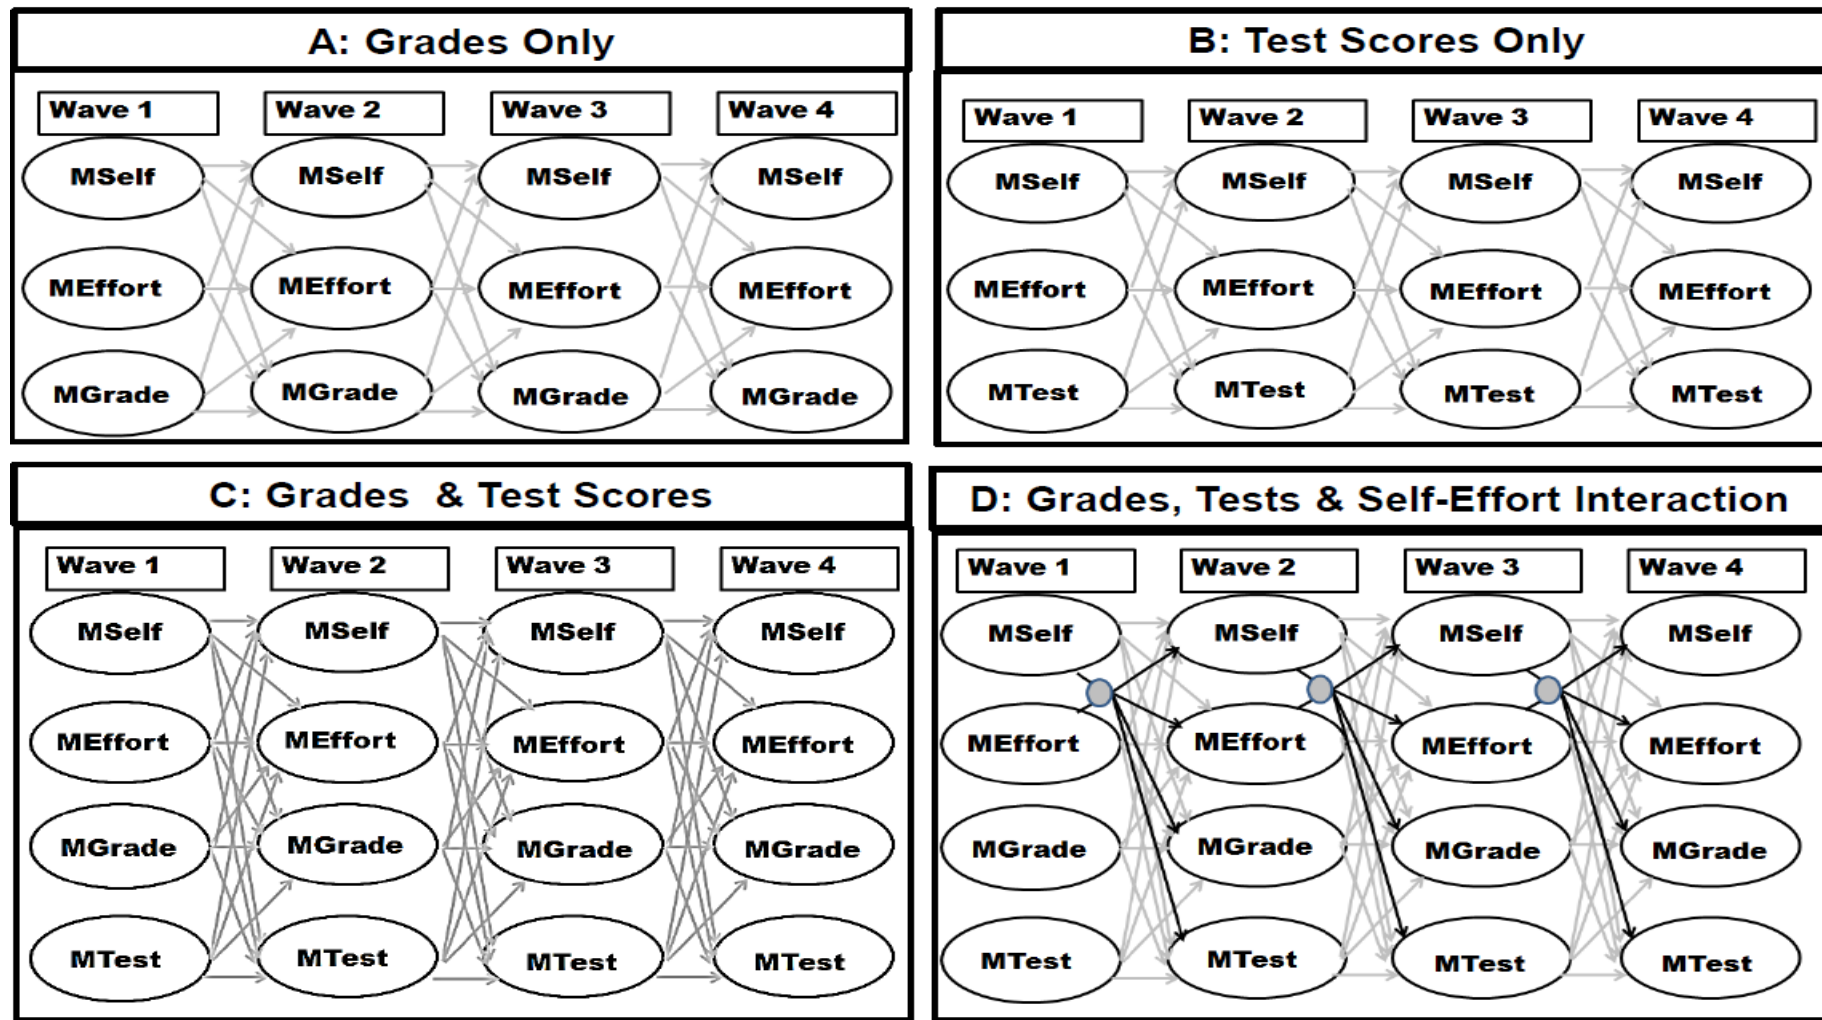 A: Grades Only
Wave 1 Wave 2 Wave 3 Wave 4
MSelf MSelf MSelf MSelf
MEffort MEffort MEffort MEffort
MGrade MGrade MGrade MGrade
B: Test Scores Only
Wave 1 Wave 2 Wave 3 Wave 4
MSelf MSelf MSelf MSelf
MEffort MEffort MEffort MEffort
MTest MTest MTest MTest
C: Grades & Test Scores
Wave 1 Wave 2 Wave 3 Wave 4
MSelf MSelf MSelf MSelf
MEffort MEffort MEffort MEffort
MGrade MGrade MGrade MGrade
MTest MTest MTest MTest
D: Grades, Tests & Self-Effort Interaction
Wave 1 Wave 2 Wave 3 Wave 4
MSelf MSelf MSelf MSelf
MEffort MEffort MEffort MEffort
MGrade MGrade MGrade MGrade
MTest MTest MTest MTest